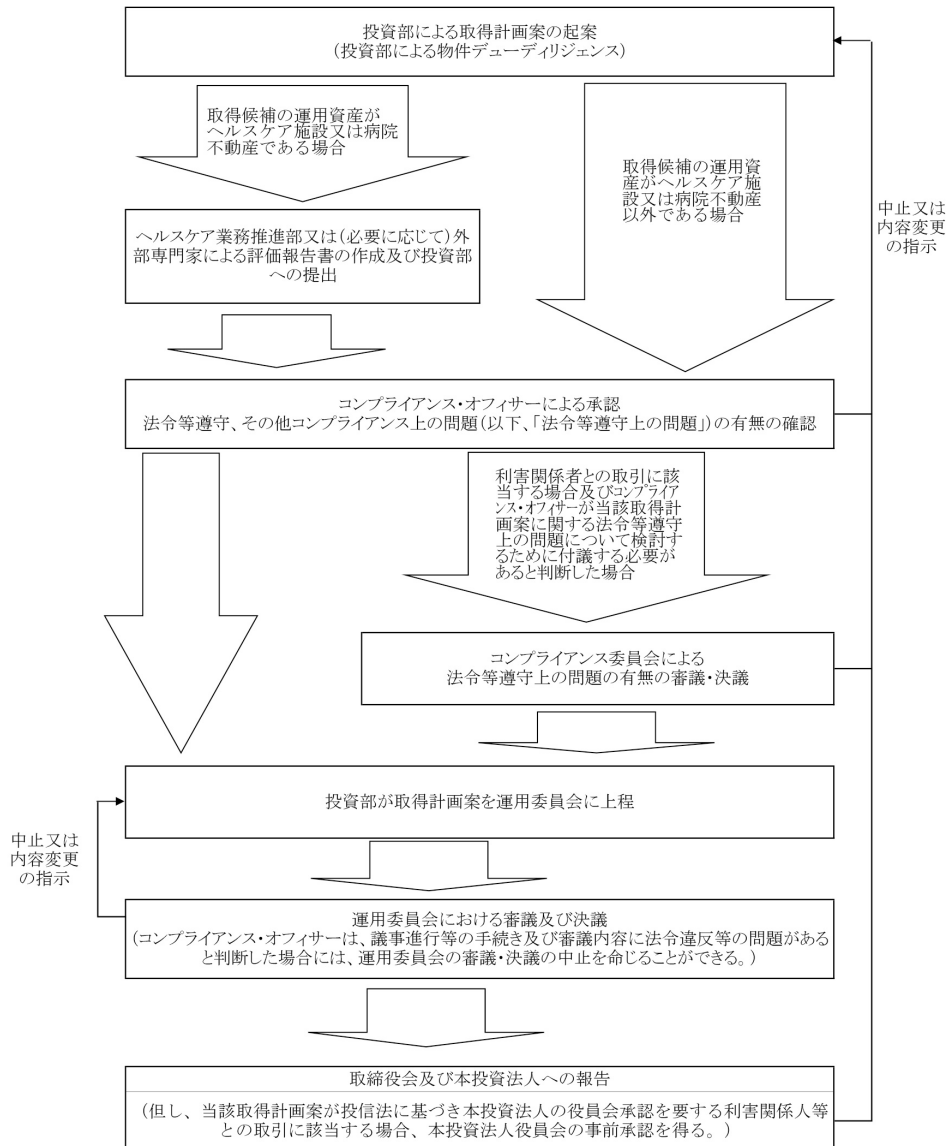 投資部による取得計画案の起案
(投資部による物件デューディリジェンス)
取得候補の運用資産が
ヘルスケア施設又は病院
不動産である場合
取得候補の運用資
産がヘルスケア施
設又は病院不動産
以外である場合
中止又は
内容変更
の指示
ヘルスケア業務推進部又は(必要に応じて)外
部専門家による評価報告書の作成及び投資部
への提出
コンプライアンス・オフィサーによる承認
法令等遵守、その他コンプライアンス上の問題(以下、「法令等遵守上の問題」)の有無の確認
利害関係者との取引に該
当する場合及びコンプライア
ンス・オフィサーが当該取得計
画案に関する法令等遵守
上の問題について検討す
るために付議する必要が
あると判断した場合
コンプライアンス委員会による
法令等遵守上の問題の有無の審議・決議
投資部が取得計画案を運用委員会に上程
中止又は
内容変更
の指示
運用委員会における審議及び決議
(コンプライアンス・オフィサーは、議事進行等の手続き及び審議内容に法令違反等の問題がある
と判断した場合には、運用委員会の審議・決議の中止を命じることができる。)
取締役会及び本投資法人への報告
(但し、当該取得計画案が投信法に基づき本投資法人の役員会承認を要する利害関係人等
との取引に該当する場合、本投資法人役員会の事前承認を得る。)